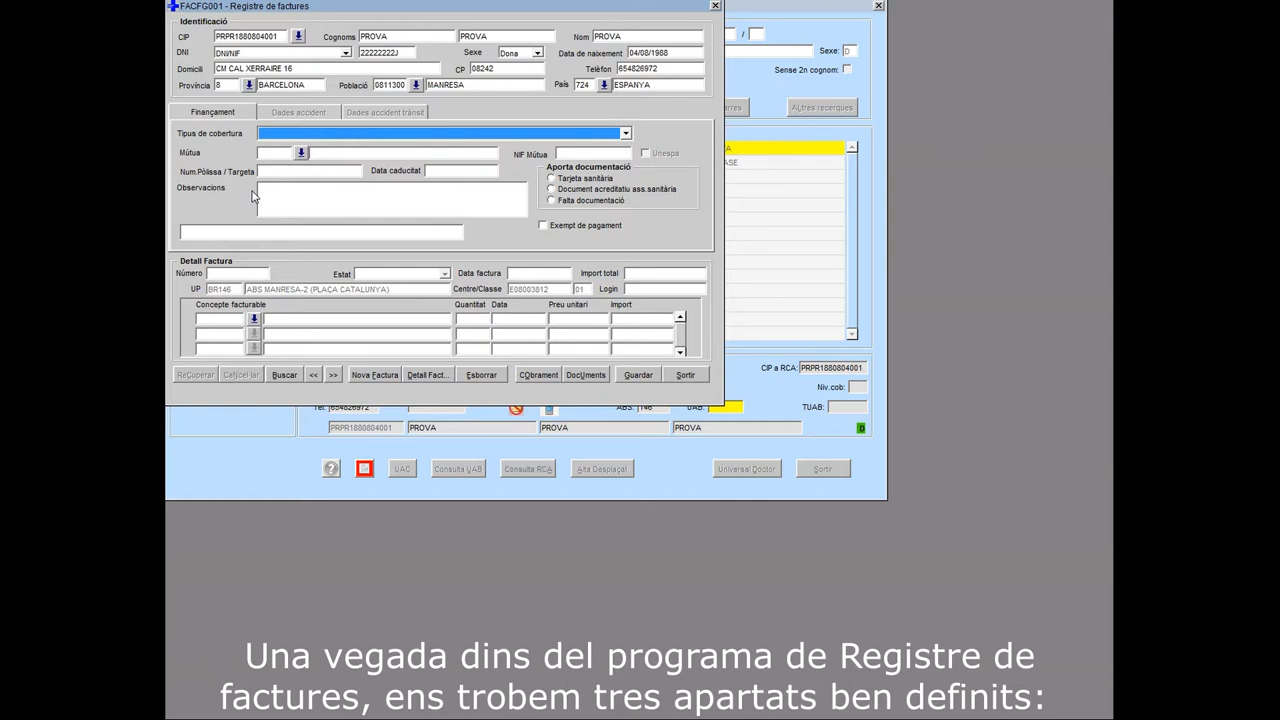 FACFG001 - Registre de factures
Identificació
CIP PRPR1880804001 Cognoms PROVA PROVA Nom PROVA
DNI DNI/NIF 22222222J Sexe Dona Data de naixement 04/08/1988
Domicili CM CAL XERRAIRE 16 CP 08242 Telèfon 654826972
Província 8 BARCELONA Població 0811300 MANRESA País 724 ESPANYA
/ Sexe: D
Sense 2n cognom:
Altres recerques
Finançament Dades accident Dades accident trànsit
Tipus de cobertura
Mútua NIF Mútua Unespa
Num.Pòlissa / Targeta Data caducitat
Observacions
Aporta documentació
Tarjeta sanitària
Document acreditatiu ass.sanitària
Falta documentació
Exempt de pagament
Detall Factura
Número Estat Data factura Import total
UP BR146 ABS MANRESA-2 (PLAÇA CATALUNYA) Centre/Classe E08003812 01 Login
Concepte facturable Quantitat Data Preu unitari Import
ReCuperar CaNcel·lar Buscar << >> Nova Factura Detall Fact... Esborrar CObrament DocUments Guardar Sortir
CIP a RCA: PRPR1880804001
Niv.cob:
Tel: 654826972 ABS: 146 UAB: TUAB:
PRPR1880804001 PROVA PROVA PROVA D
? UAC Consulta UAB Consulta RCA Alta Desplaçat Universal Doctor Sortir
Una vegada dins del programa de Registre de
factures, ens trobem tres apartats ben definits: